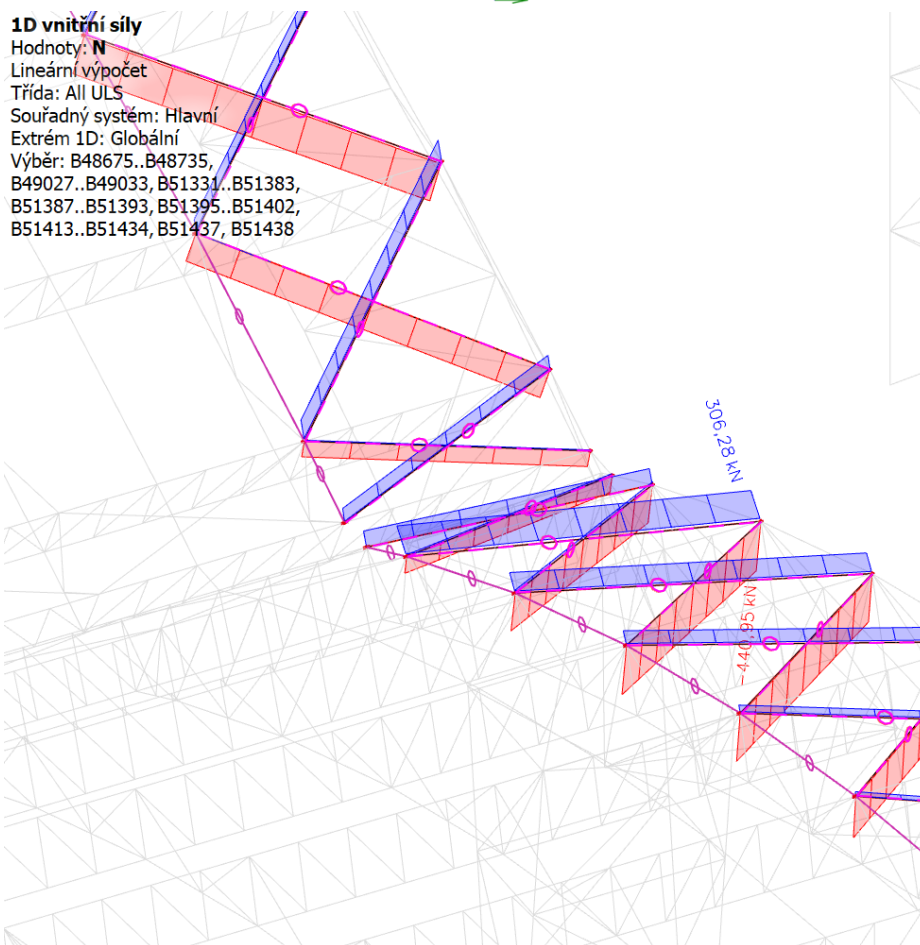 1D vnitřní síly
Hodnoty: N
Lineární výpočet
Třída: All ULS
Souřadný systém: Hlavní
Extrém 1D: Globální
Výběr: B48675..B48735,
B49027..B49033, B51331..B51383,
B51387..B51393, B51395..B51402,
B51413..B51434, B51437, B51438
306,28 kN
-440,95 kN